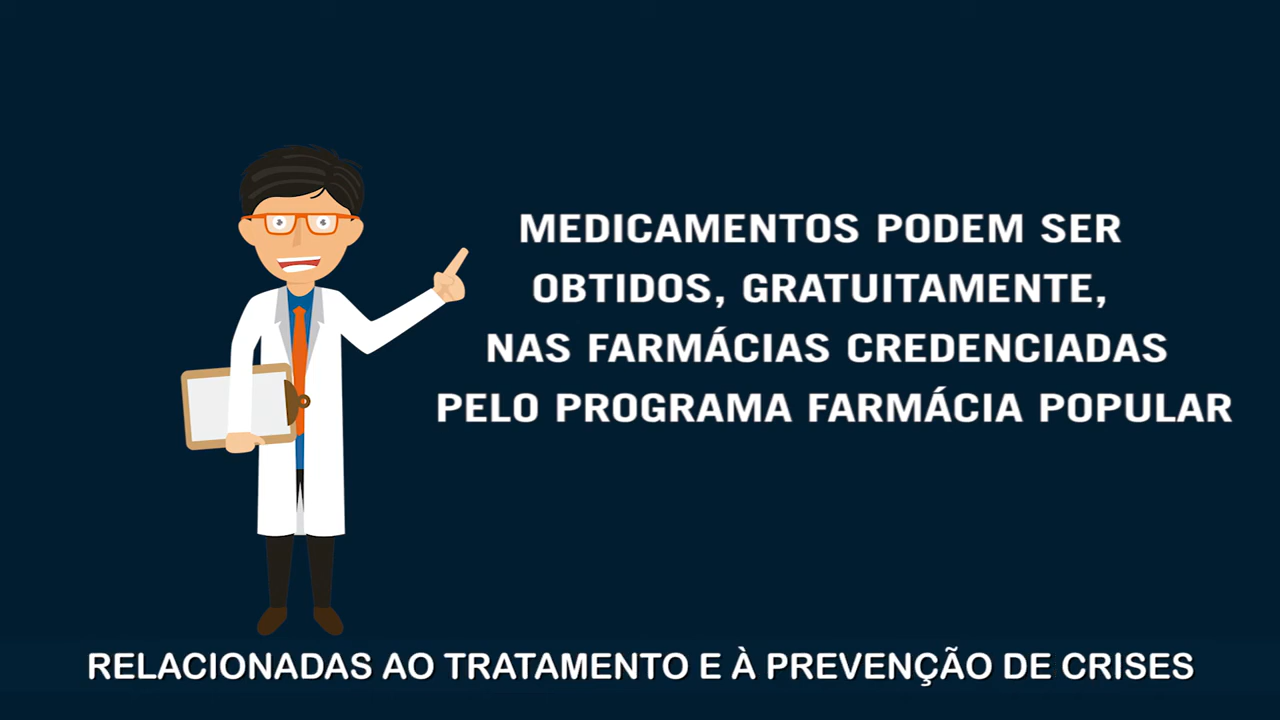 MEDICAMENTOS PODEM SER
OBTIDOS, GRATUITAMENTE,
NAS FARMÁCIAS CREDENCIADAS
PELO PROGRAMA FARMÁCIA POPULAR
RELACIONADAS AO TRATAMENTO E À PREVENÇÃO DE CRISES